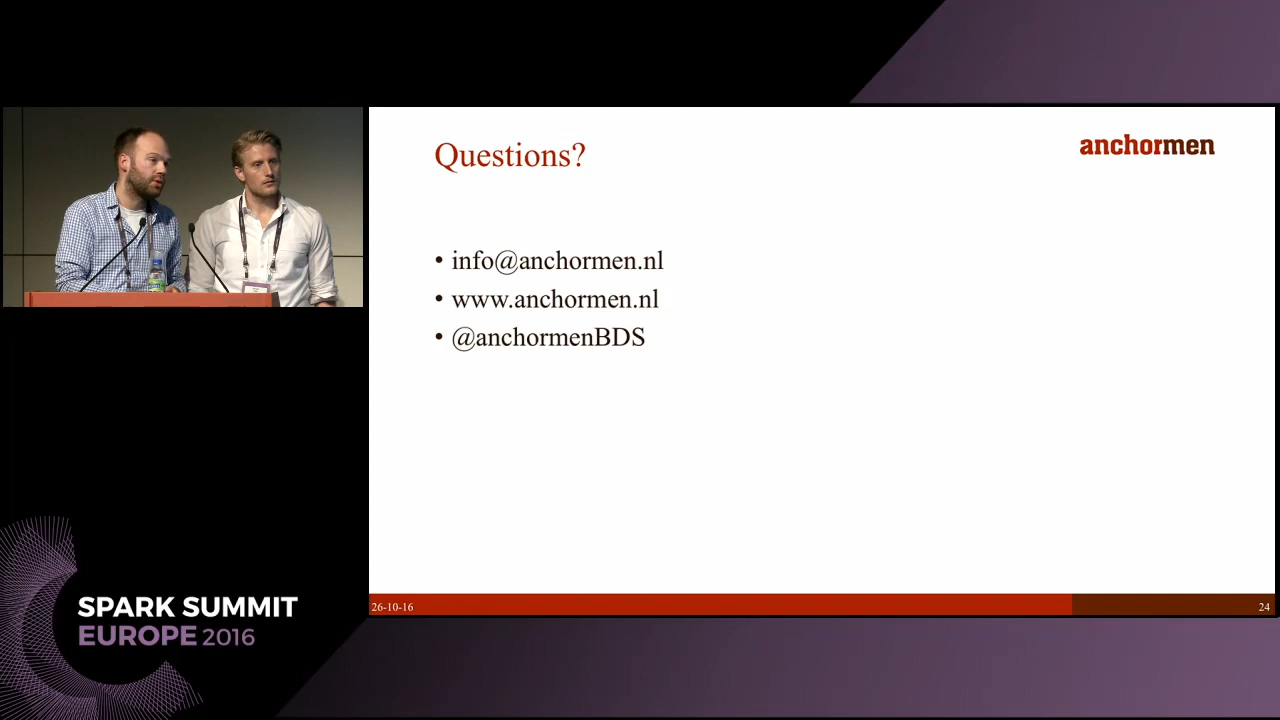 Questions?
anchormen
• info@anchormen.nl
• www.anchormen.nl
• @anchormenBDS
26-10-16
24
SPARK SUMMIT
EUROPE 2016